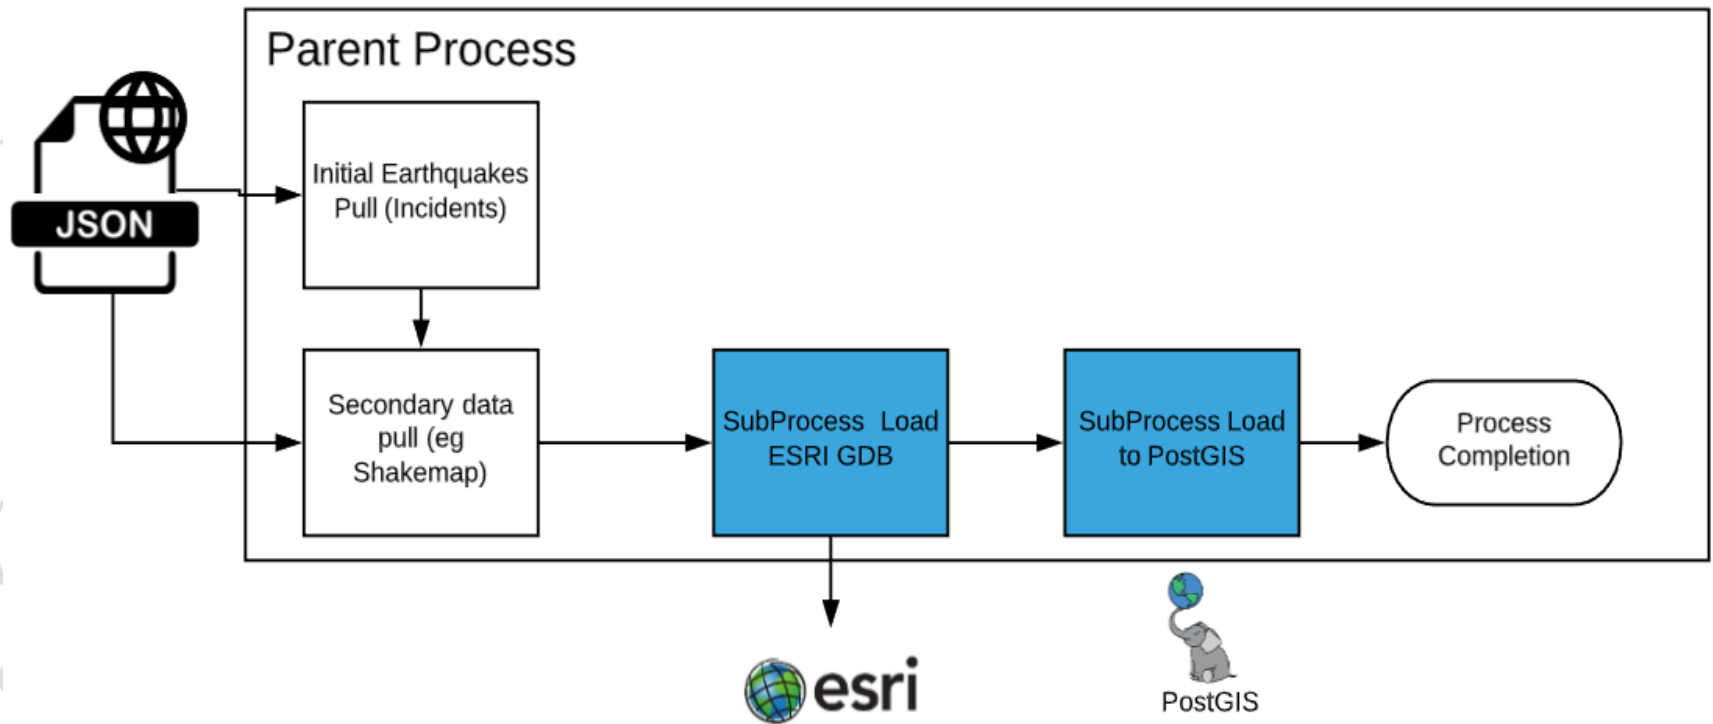 Parent Process
JSON
Initial Earthquakes
Pull (Incidents)
Secondary data
pull (eg
Shakemap)
SubProcess Load
ESRI GDB
SubProcess Load
to PostGIS
Process
Completion
esri
PostGIS